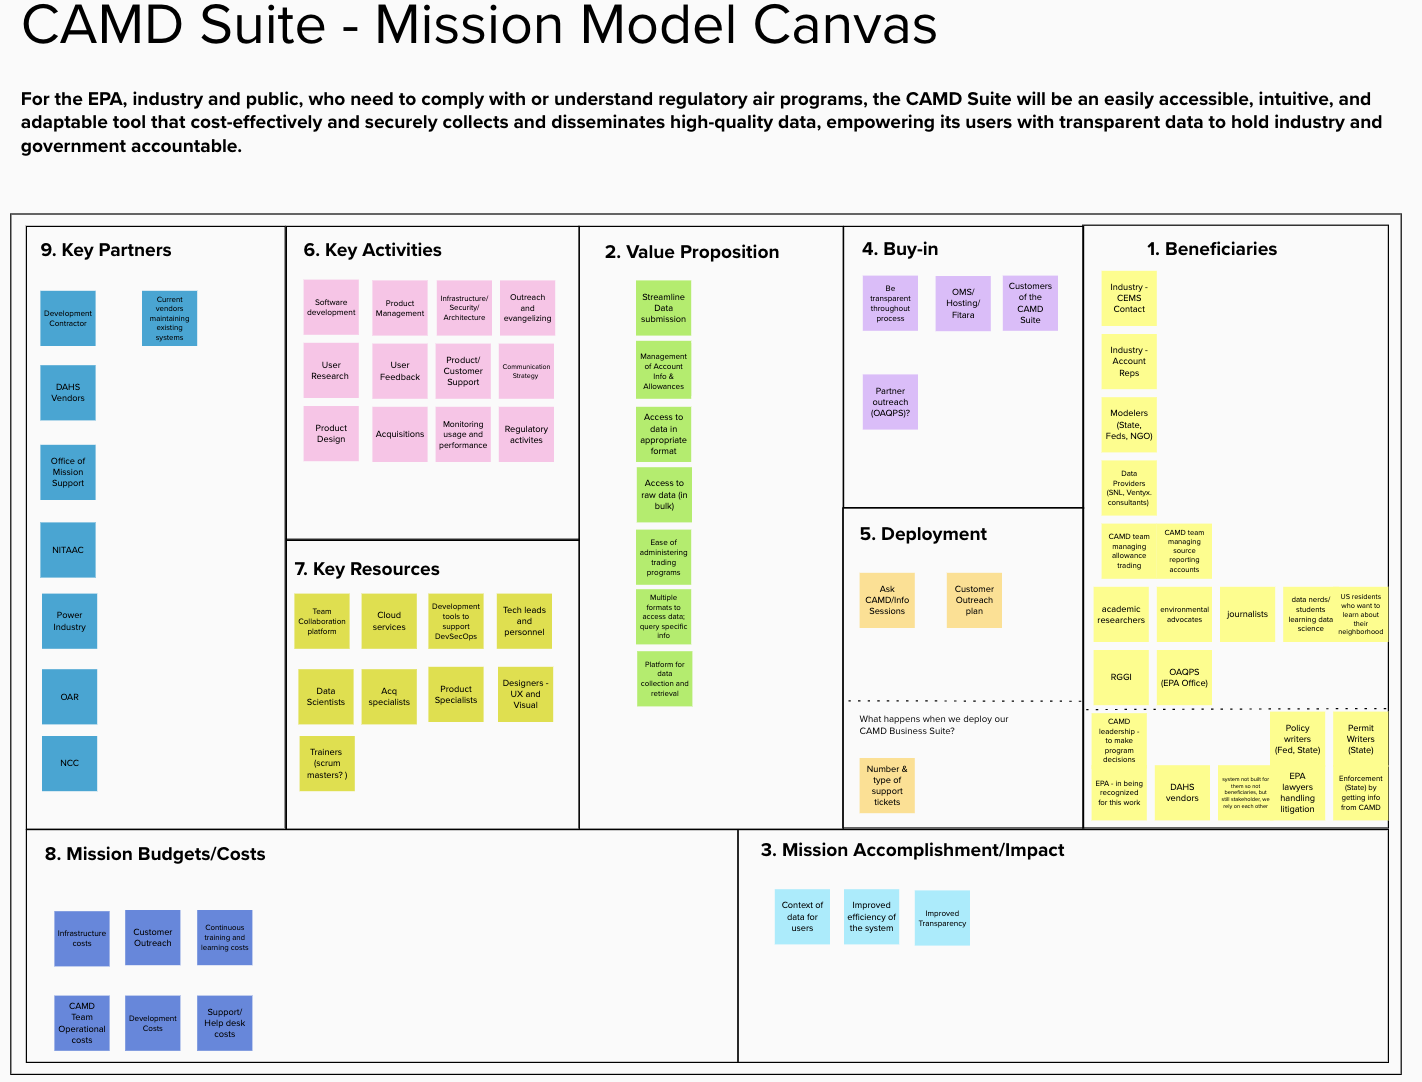 CAMD Suite - Mission Model Canvas
For the EPA, industry and public, who need to comply with or understand regulatory air programs, the CAMD Suite will be an easily accessible, intuitive, and
adaptable tool that cost-effectively and securely collects and disseminates high-quality data, empowering its users with transparent data to hold industry and
government accountable.
9. Key Partners
Development
Contractor
Current
vendors
maintaining
existing
systems
DAHS
Vendors
Office of
Mission
Support
NITAAC
Power
Industry
OAR
NCC
6. Key Activities
Software
development
Product
Management
Infrastructure/
Security/
Architecture
Outreach
and
evangelizing
User
Research
User
Feedback
Product/
Customer
Support
Communication
Strategy
Product
Design
Acquisitions
Monitoring
usage and
performance
Regulatory
activites
7. Key Resources
Team
Collaboration
platform
Cloud
services
Development
tools to
support
DevSecOps
Tech leads
and
personnel
Data
Scientists
Acq
specialists
Product
Specialists
Designers -
UX and
Visual
Trainers
(scrum
masters? )
2. Value Proposition
Streamline
Data
submission
Management
of Account
Info &
Allowances
Access to
data in
appropriate
format
Access to
raw data (in
bulk)
Ease of
administering
trading
programs
Multiple
formats to
access data;
query specific
info
Platform for
data
collection and
retrieval
4. Buy-in
Be
transparent
throughout
process
OMS/
Hosting/
Fitara
Customers
of the
CAMD
Suite
Partner
outreach
(OAQPS)?
5. Deployment
Ask
CAMD/Info
Sessions
Customer
Outreach
plan
What happens when we deploy our
CAMD Business Suite?
Number &
type of
support
tickets
1. Beneficiaries
Industry -
CEMS
Contact
Industry -
Account
Reps
Modelers
(State,
Feds, NGO)
Data
Providers
(SNL, Ventyx.
consultants)
CAMD team
managing
allowance
trading
CAMD team
managing
source
reporting
accounts
academic
researchers
environmental
advocates
journalists
data nerds/
students
learning data
science
US residents
who want to
learn about
their
neighborhood
RGGI
OAQPS
(EPA Office)
CAMD
leadership -
to make
program
decisions
Policy
writers
(Fed, State)
Permit
Writers
(State)
EPA - in being
recognized
for this work
DAHS
vendors
system not built for
them so not
beneficiaries, but
still stakeholder, we
rely on each other
EPA
lawyers
handling
litigation
Enforcement
(State) by
getting info
from CAMD
8. Mission Budgets/Costs
Infrastructure
costs
Customer
Outreach
Continuous
training and
learning costs
CAMD
Team
Operational
costs
Development
Costs
Support/
Help desk
costs
3. Mission Accomplishment/Impact
Context of
data for
users
Improved
efficiency of
the system
Improved
Transparency